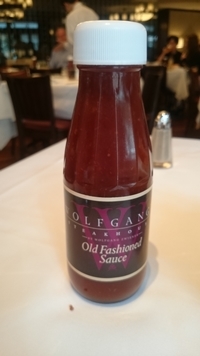 W
OLFGANG
STEAKHOUSE
Old Fashioned
Sauce